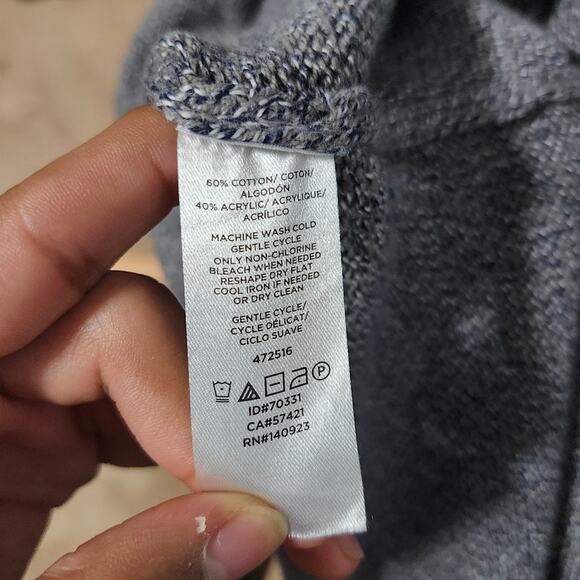 60% COTTON/ COTON/
ALGODÓN
40% ACRYLIC/ ACRYLIQUE/
ACRÍLICO
MACHINE WASH COLD
GENTLE CYCLE
ONLY NON-CHLORINE
BLEACH WHEN NEEDED
RESHAPE DRY FLAT
COOL IRON IF NEEDED
OR DRY CLEAN
GENTLE CYCLE/
CYCLE DÉLICAT/
CICLO SUAVE
472516
P
ID#70331
CA#57421
RN#140923